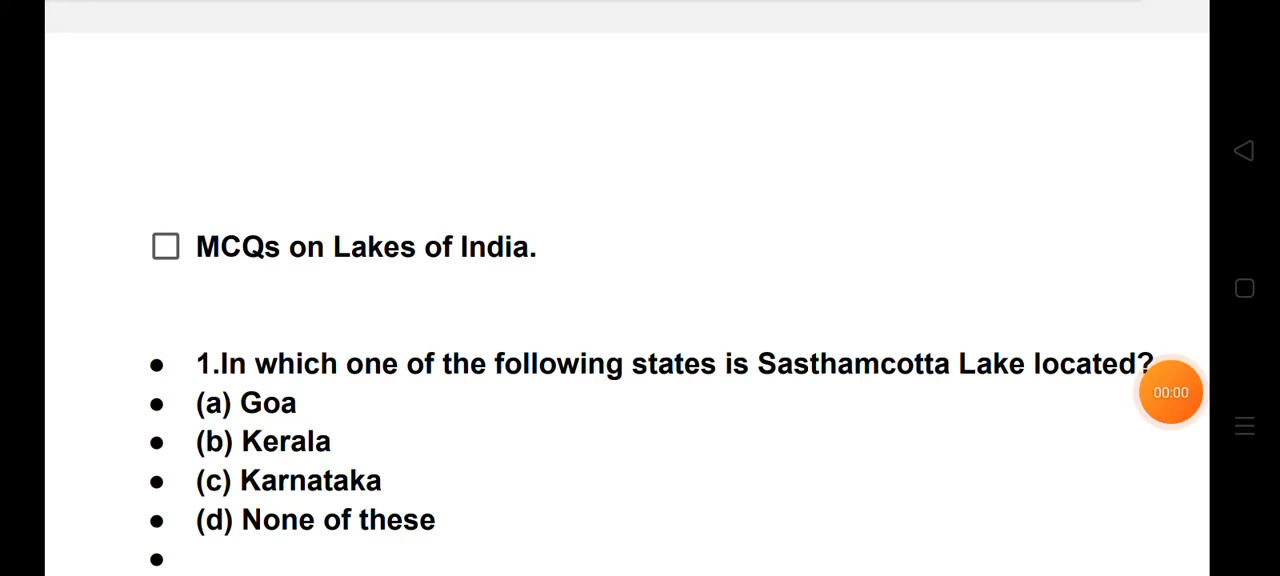 MCQs on Lakes of India.
1.In which one of the following states is Sasthamcotta Lake located?
(a) Goa
(b) Kerala
(c) Karnataka
(d) None of these
00:00